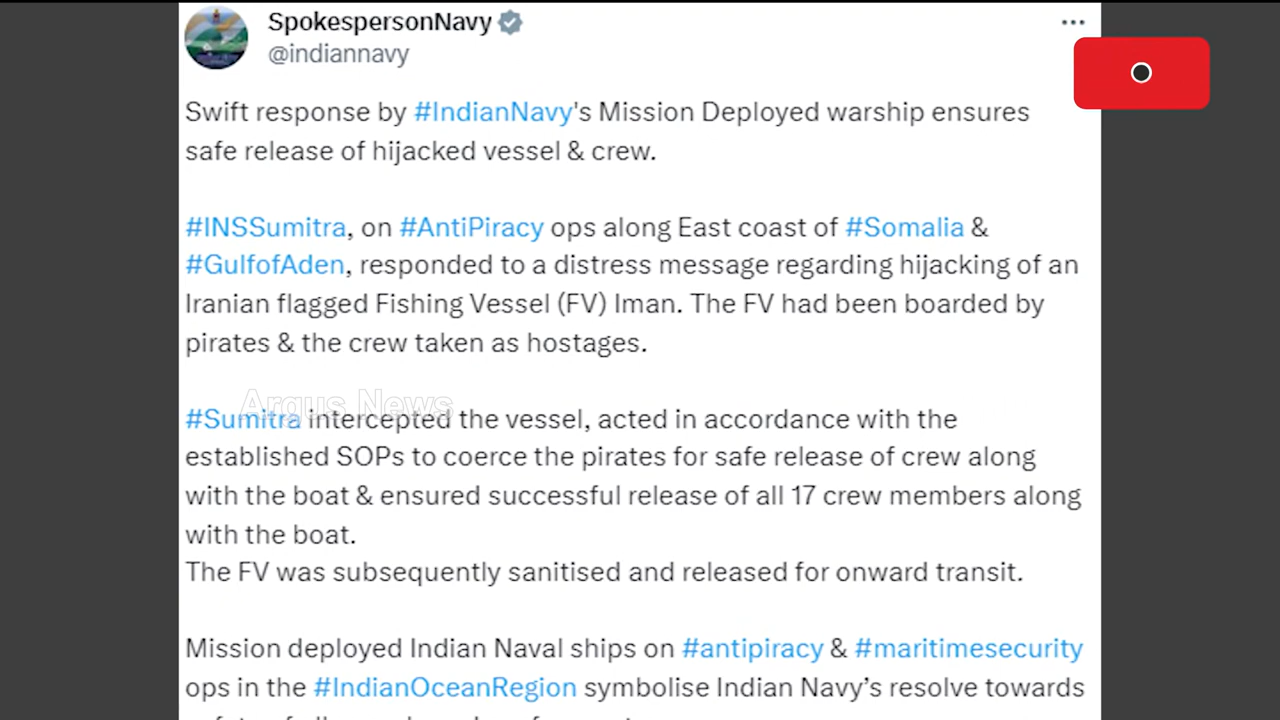 SpokespersonNavy
@indiannavy
Swift response by #IndianNavy's Mission Deployed warship ensures
safe release of hijacked vessel & crew.
#INSSumitra, on #AntiPiracy ops along East coast of #Somalia &
#GulfofAden, responded to a distress message regarding hijacking of an
Iranian flagged Fishing Vessel (FV) Iman. The FV had been boarded by
pirates & the crew taken as hostages.
Argus News
#Sumitra intercepted the vessel, acted in accordance with the
established SOPs to coerce the pirates for safe release of crew along
with the boat & ensured successful release of all 17 crew members along
with the boat.
The FV was subsequently sanitised and released for onward transit.
Mission deployed Indian Naval ships on #antipiracy & #maritimesecurity
ops in the #IndianOceanRegion symbolise Indian Navy’s resolve towards